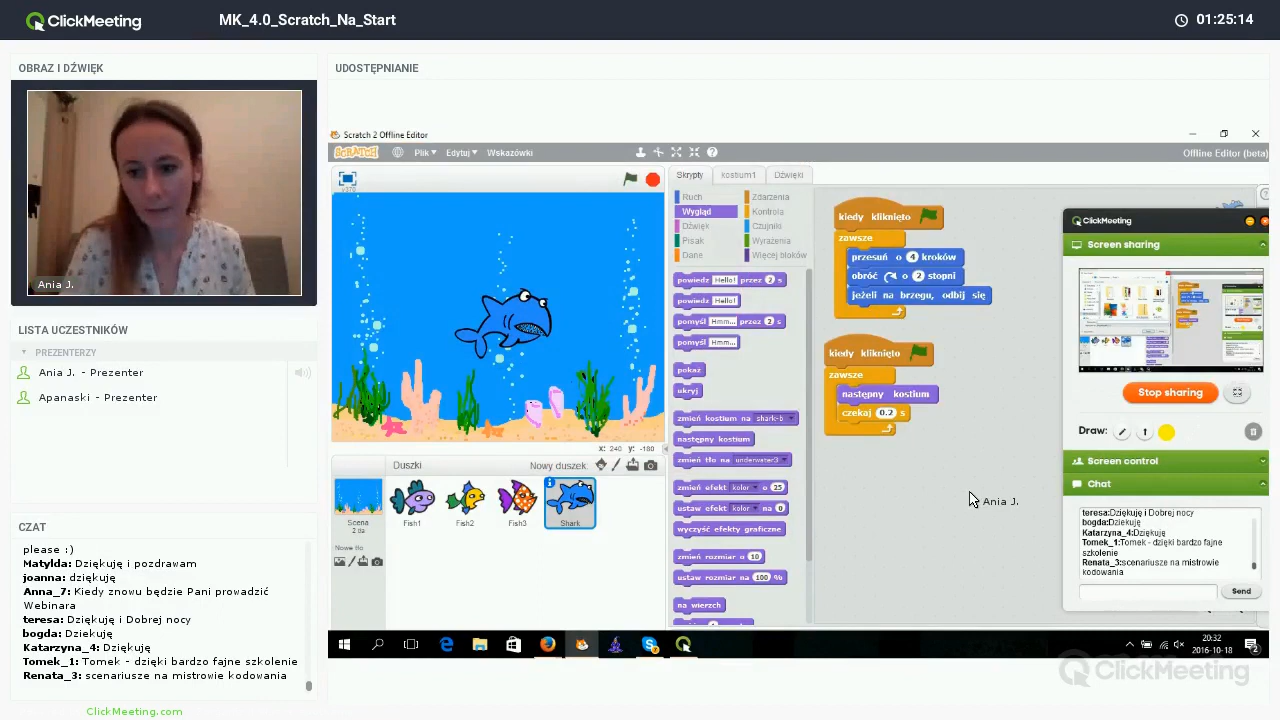 ClickMeeting
MK_4.0_Scratch_Na_Start
01:25:14
OBRAZ I DŹWIĘK
Ania J.
LISTA UCZESTNIKÓW
PREZENTERZY
Ania J. - Prezenter
Apanaski - Prezenter
CZAT
please :)
Matylda: Dziękuję i pozdrawam
joanna: dziękuję
Anna_7: Kiedy znowu będzie Pani prowadzić
Webinara
teresa: Dziękuję i Dobrej nocy
bogda: Dziekuję
Katarzyna_4: Dziękuję
Tomek_1: Tomek - dzięki bardzo fajne szkolenie
Renata_3: scenariusze na mistrowie kodowania
ClickMeeting.com
UDOSTĘPNIANIE
Scratch 2 Offline Editor
SCRATCH
Plik
Edytuj
Wskazówki
Offline Editor (beta)
x: 240 y: -180
Duszki
Nowy duszek:
Scena
2 tła
Nowe tło
Fish1
Fish2
Fish3
Shark
Skrypty
kostium1
Dźwięki
Ruch
Wygląd
Dźwięk
Pisak
Dane
Zdarzenia
Kontrola
Czujniki
Wyrażenia
Więcej bloków
powiedz Hello! przez 2 s
powiedz Hello!
pomyśl Hmm... przez 2 s
pomyśl Hmm...
pokaż
ukryj
zmień kostium na shark-b
następny kostium
zmień tło na underwater3
zmień efekt kolor o 25
ustaw efekt kolor na 0
wyczyść efekty graficzne
zmień rozmiar o 10
ustaw rozmiar na 100 %
na wierzch
kiedy kliknięto
zawsze
przesuń o 4 kroków
obróć o 2 stopni
jeżeli na brzegu, odbij się
kiedy kliknięto
zawsze
następny kostium
czekaj 0.2 s
Ania J.
ClickMeeting
Screen sharing
Stop sharing
Draw:
Screen control
Chat
teresa:Dziękuję i Dobrej nocy
bogda:Dziekuję
Katarzyna_4:Dziękuję
Tomek_1:Tomek - dzięki bardzo fajne
szkolenie
Renata_3:scenariusze na mistrowie
kodowania
Send
20:32
2016-10-18
2
ClickMeeting